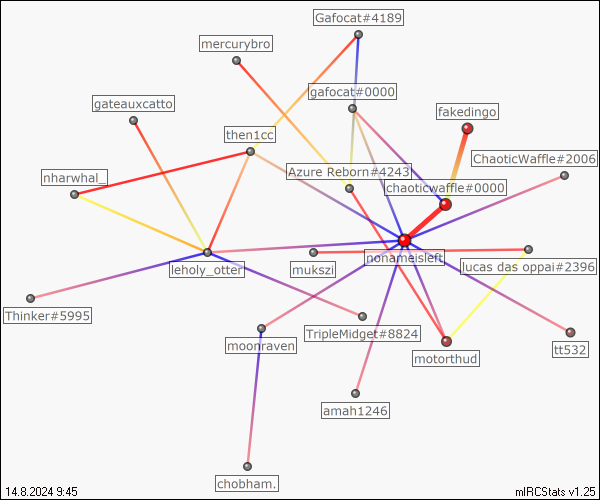 Gafocat#4189
mercurybro
gafocat#0000
gateauxcatto
fakedingo
then1cc
ChaoticWaffle#2006
nharwhal_
Azure Reborn#4243
chaoticwaffle#0000
nonameisleft
leholy_otter
mukszi
lucas das oppai#2396
Thinker#5995
TripleMidget#8824
moonraven
tt532
motorthud
amah1246
chobham.
14.8.2024 9:45
mIRCStats v1.25